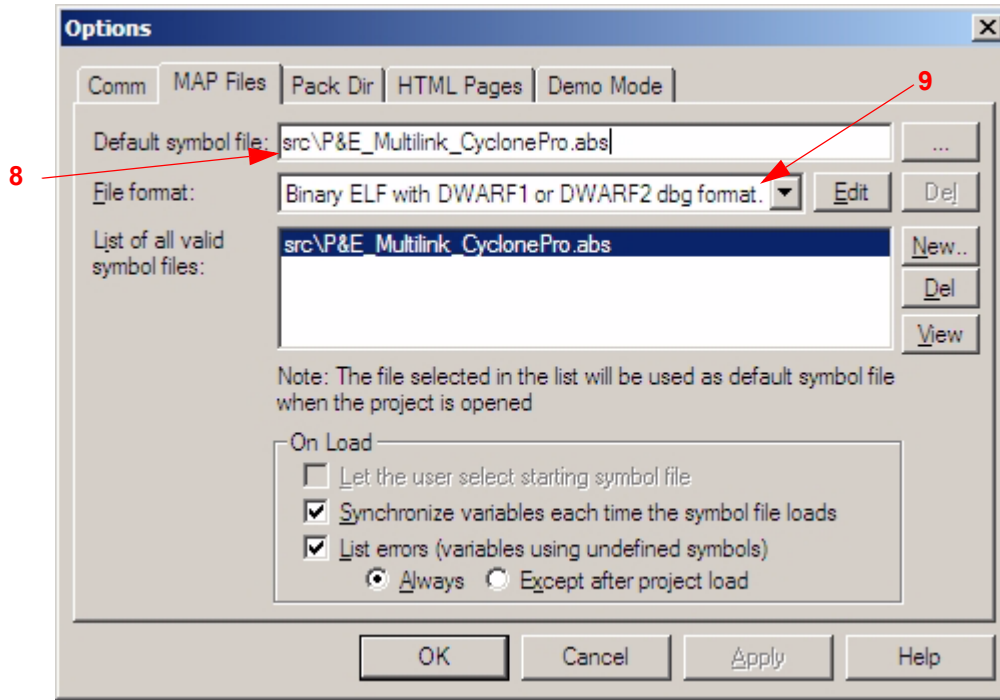 Options
Comm MAP Files Pack Dir HTML Pages Demo Mode
9
Default symbol file: src\P&E_Multilink_CyclonePro.abs ...
8
File format: Binary ELF with DWARF1 or DWARF2 dbg format. Edit Del
List of all valid symbol files:
src\P&E_Multilink_CyclonePro.abs
New..
Del
View
Note: The file selected in the list will be used as default symbol file
when the project is opened
On Load
Let the user select starting symbol file
Synchronize variables each time the symbol file loads
List errors (variables using undefined symbols)
Always Except after project load
OK Cancel Apply Help